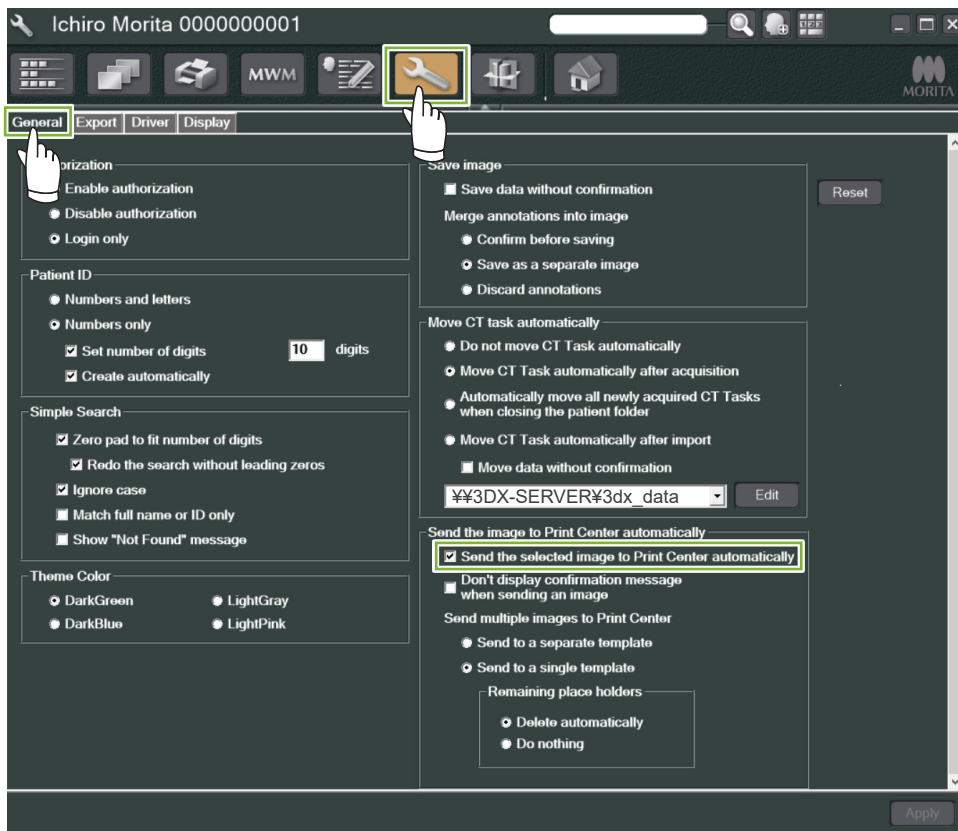 Ichiro Morita 0000000001
MWM
MORITA
General Export Driver Display
orization
Enable authorization
Disable authorization
Login only
Patient ID
Numbers and letters
Numbers only
Set number of digits 10 digits
Create automatically
Simple Search
Zero pad to fit number of digits
Redo the search without leading zeros
Ignore case
Match full name or ID only
Show "Not Found" message
Theme Color
DarkGreen LightGray
DarkBlue LightPink
Save image
Save data without confirmation
Merge annotations into image
Confirm before saving
Save as a separate image
Discard annotations
Reset
Move CT task automatically
Do not move CT Task automatically
Move CT Task automatically after acquisition
Automatically move all newly acquired CT Tasks
when closing the patient folder
Move CT Task automatically after import
Move data without confirmation
¥¥3DX-SERVER¥3dx_data Edit
Send the image to Print Center automatically
Send the selected image to Print Center automatically
Don't display confirmation message
when sending an image
Send multiple images to Print Center
Send to a separate template
Send to a single template
Remaining place holders
Delete automatically
Do nothing
Apply